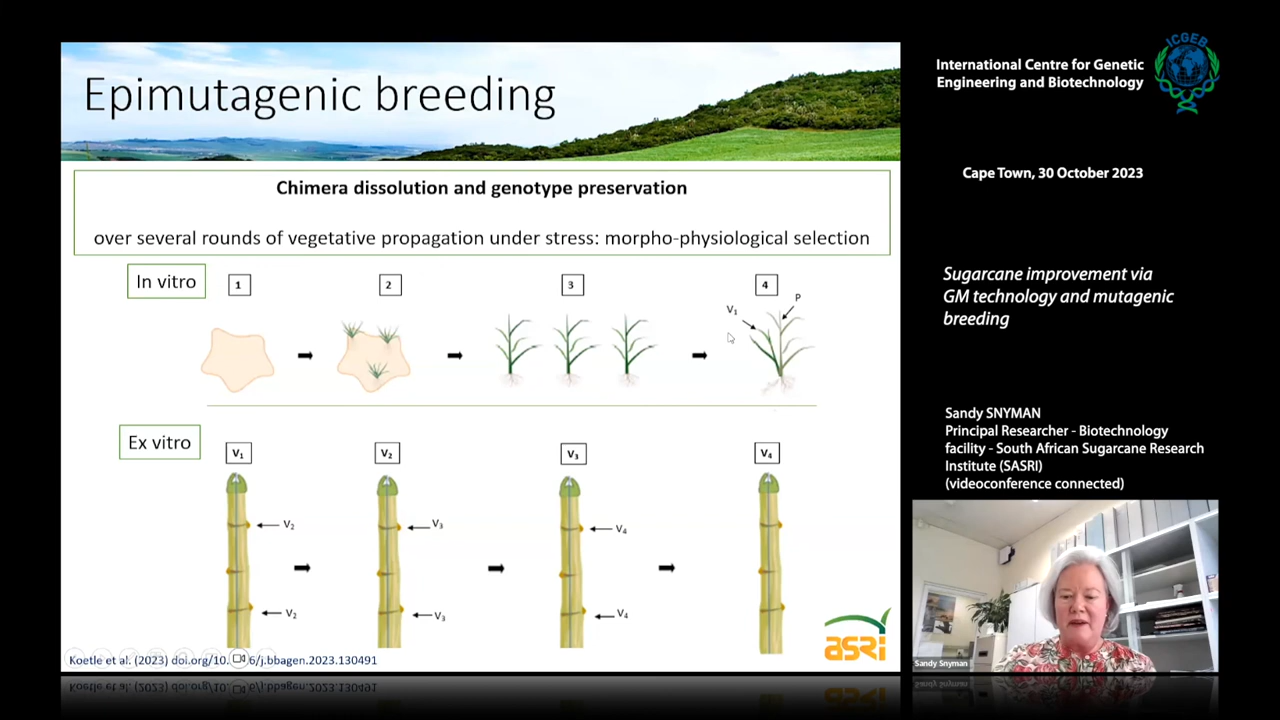 Epimutagenic breeding
Chimera dissolution and genotype preservation
over several rounds of vegetative propagation under stress: morpho-physiological selection
In vitro
1
2
3
4
V₁
P
Ex vitro
V₁
V₂
V₃
V₄
V₂
V₃
V₄
V₂
V₃
V₄
Koetle et al. (2023) doi.org/10. 6/j.bbagen.2023.130491
asRi
International Centre for Genetic
Engineering and Biotechnology
ICGEB
Cape Town, 30 October 2023
Sugarcane improvement via
GM technology and mutagenic
breeding
Sandy SNYMAN
Principal Researcher - Biotechnology
facility - South African Sugarcane Research
Institute (SASRI)
(videoconference connected)
Sandy Snyman